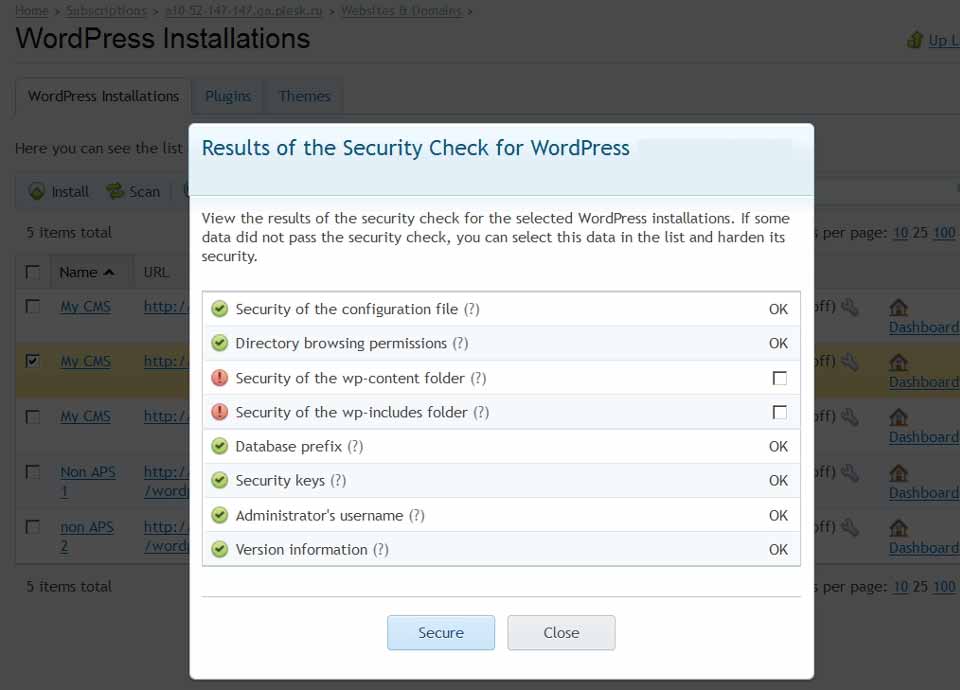 Home > Subscriptions > a10-52-147-147.qa.plesk.ru > Websites & Domains >
WordPress Installations
Up L
WordPress Installations Plugins Themes
Here you can see the list
Results of the Security Check for WordPress
Install Scan
View the results of the security check for the selected WordPress installations. If some
data did not pass the security check, you can select this data in the list and harden its
security.
5 items total
s per page: 10 25 100
Name URL
Security of the configuration file (?) OK
My CMS http:/ off)
Dashboard
Directory browsing permissions (?) OK
My CMS http:/ off)
Security of the wp-content folder (?)
Dashboard
Security of the wp-includes folder (?)
My CMS http:/ off)
Dashboard
Database prefix (?) OK
Non APS http:/ off)
1 /word Dashboard
Security keys (?) OK
Administrator's username (?) OK
non APS http:/ off)
2 /word Dashboard
Version information (?) OK
5 items total
s per page: 10 25 100
Secure Close